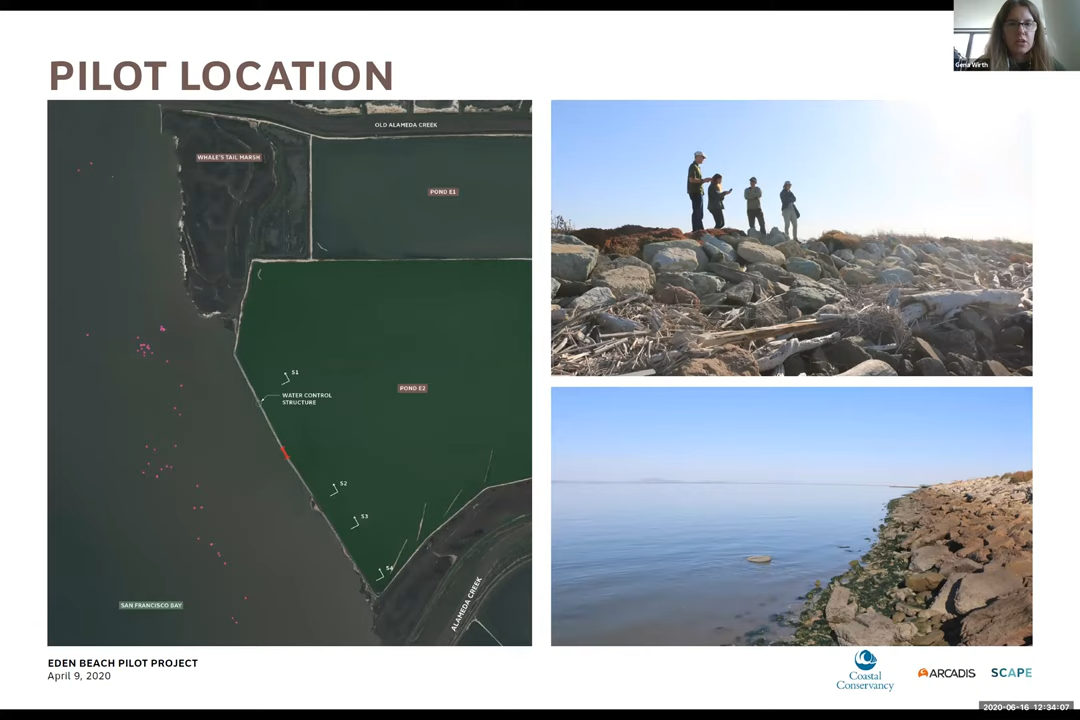 Gena Wirth
PILOT LOCATION
OLD ALAMEDA CREEK
WHALE'S TAIL MARSH
POND E1
S1
POND E2
WATER CONTROL
STRUCTURE
S2
S3
S4
ALAMEDA CREEK
SAN FRANCISCO BAY
EDEN BEACH PILOT PROJECT
April 9, 2020
Coastal
Conservancy
ARCADIS
SCAPE
2020-06-16 12:34:07